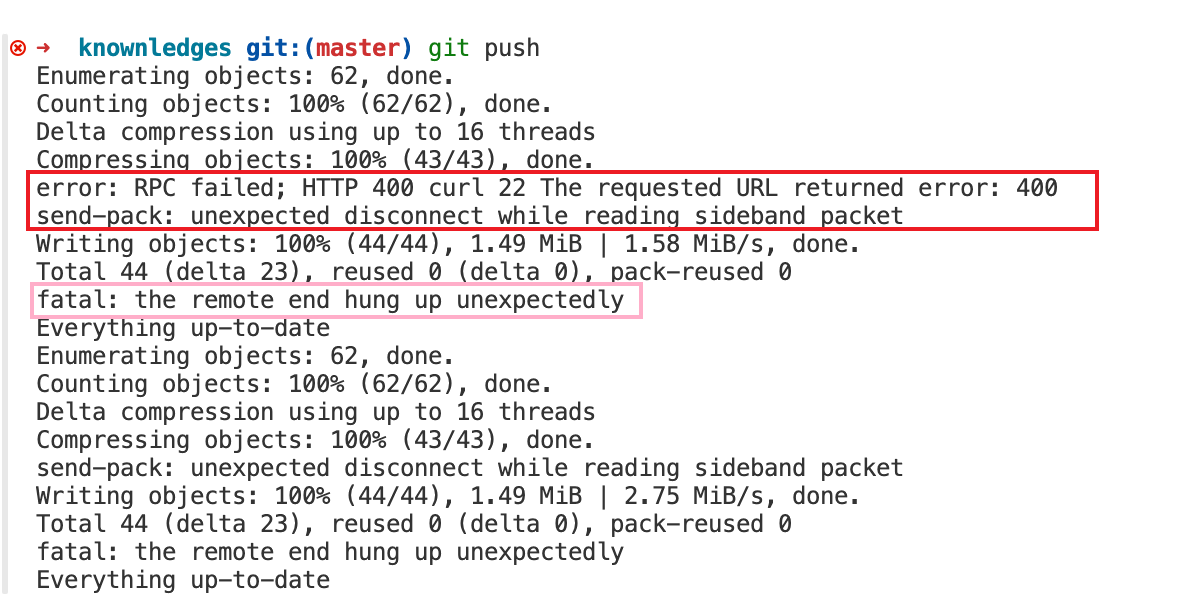 ➜ knownledges git:(master) git push
Enumerating objects: 62, done.
Counting objects: 100% (62/62), done.
Delta compression using up to 16 threads
Compressing objects: 100% (43/43), done.
error: RPC failed; HTTP 400 curl 22 The requested URL returned error: 400
send-pack: unexpected disconnect while reading sideband packet
Writing objects: 100% (44/44), 1.49 MiB | 1.58 MiB/s, done.
Total 44 (delta 23), reused 0 (delta 0), pack-reused 0
fatal: the remote end hung up unexpectedly
Everything up-to-date
Enumerating objects: 62, done.
Counting objects: 100% (62/62), done.
Delta compression using up to 16 threads
Compressing objects: 100% (43/43), done.
send-pack: unexpected disconnect while reading sideband packet
Writing objects: 100% (44/44), 1.49 MiB | 2.75 MiB/s, done.
Total 44 (delta 23), reused 0 (delta 0), pack-reused 0
fatal: the remote end hung up unexpectedly
Everything up-to-date